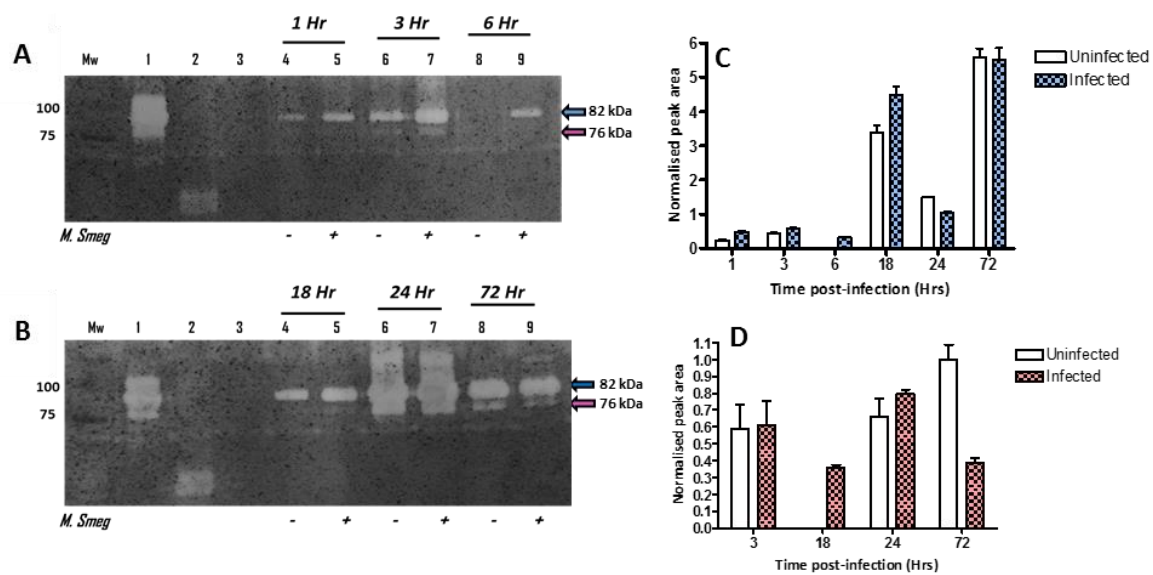 A
1 Hr 3 Hr 6 Hr
Mw 1 2 3 4 5 6 7 8 9
100
75
82 kDa
76 kDa
M. Smeg - + - + +
B
18 Hr 24 Hr 72 Hr
Mw 1 2 3 4 5 6 7 8 9
100
75
82 kDa
76 kDa
M. Smeg - + - + - +
C
Normalised peak area
6
5
4
3
2
1
0
1 3 6 18 24 72
Time post-infection (Hrs)
Uninfected
Infected
D
Normalised peak area
1.1
1.0
0.9
0.8
0.7
0.6
0.5
0.4
0.3
0.2
0.1
0.0
3 18 24 72
Time post-infection (Hrs)
Uninfected
Infected